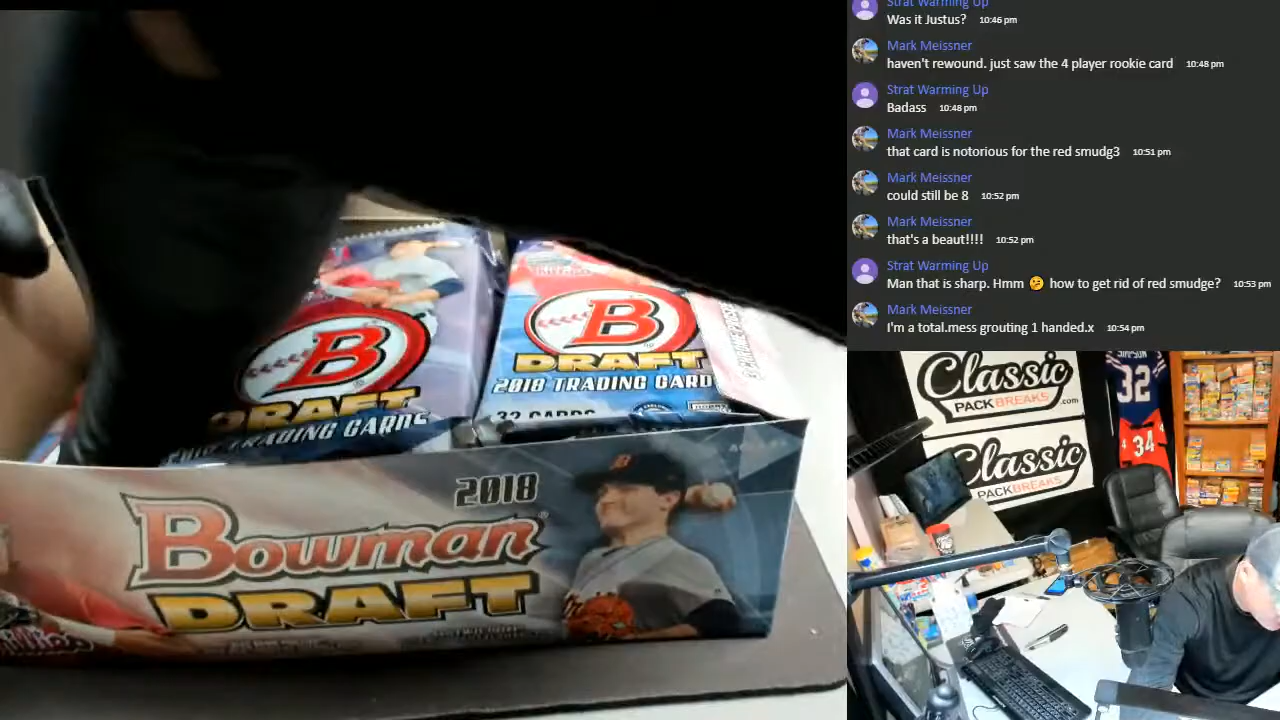 Strat Warming Up
Was it Justus? 10:46 pm
Mark Meissner
haven't rewound. just saw the 4 player rookie card 10:48 pm
Strat Warming Up
Badass 10:48 pm
Mark Meissner
that card is notorious for the red smudg3 10:51 pm
Mark Meissner
could still be 8 10:52 pm
Mark Meissner
that's a beaut!!!! 10:52 pm
Strat Warming Up
Man that is sharp. Hmm 🤔 how to get rid of red smudge? 10:53 pm
Mark Meissner
I'm a total.mess grouting 1 handed.x 10:54 pm
B
DRAFT
TRADING CARDS
B
DRAFT
2018 TRADING CARD
32 CARDS
2018
Bowman
DRAFT
Classic
PACKBREAKS.com
Classic
PACKBREAKS
SIMPSON
32
34